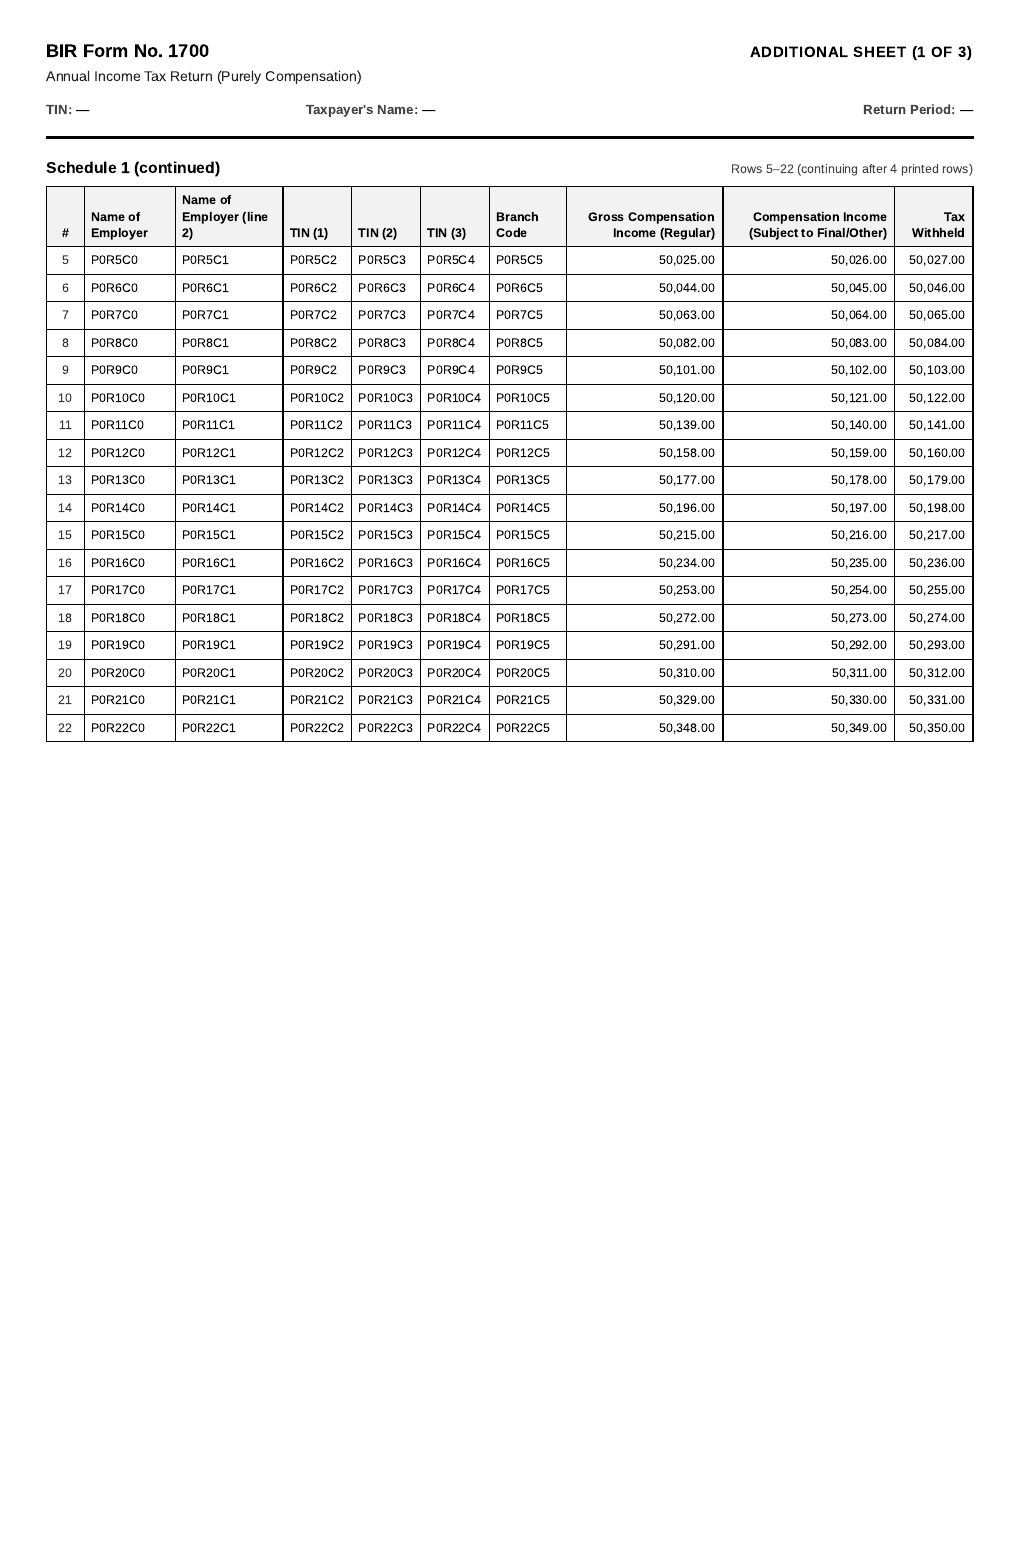 BIR Form No. 1700 ADDITIONAL SHEET (1 OF 3)
Annual Income Tax Return (Purely Compensation)
TIN: — Taxpayer's Name: — Return Period: —
Schedule 1 (continued) Rows 5–22 (continuing after 4 printed rows)
# Name of Employer Name of Employer (line 2) TIN (1) TIN (2) TIN (3) Branch Code Gross Compensation Income (Regular) Compensation Income (Subject to Final/Other) Tax Withheld
5 P0R5C0 P0R5C1 P0R5C2 P0R5C3 P0R5C4 P0R5C5 50,025.00 50,026.00 50,027.00
6 P0R6C0 P0R6C1 P0R6C2 P0R6C3 P0R6C4 P0R6C5 50,044.00 50,045.00 50,046.00
7 P0R7C0 P0R7C1 P0R7C2 P0R7C3 P0R7C4 P0R7C5 50,063.00 50,064.00 50,065.00
8 P0R8C0 P0R8C1 P0R8C2 P0R8C3 P0R8C4 P0R8C5 50,082.00 50,083.00 50,084.00
9 P0R9C0 P0R9C1 P0R9C2 P0R9C3 P0R9C4 P0R9C5 50,101.00 50,102.00 50,103.00
10 P0R10C0 P0R10C1 P0R10C2 P0R10C3 P0R10C4 P0R10C5 50,120.00 50,121.00 50,122.00
11 P0R11C0 P0R11C1 P0R11C2 P0R11C3 P0R11C4 P0R11C5 50,139.00 50,140.00 50,141.00
12 P0R12C0 P0R12C1 P0R12C2 P0R12C3 P0R12C4 P0R12C5 50,158.00 50,159.00 50,160.00
13 P0R13C0 P0R13C1 P0R13C2 P0R13C3 P0R13C4 P0R13C5 50,177.00 50,178.00 50,179.00
14 P0R14C0 P0R14C1 P0R14C2 P0R14C3 P0R14C4 P0R14C5 50,196.00 50,197.00 50,198.00
15 P0R15C0 P0R15C1 P0R15C2 P0R15C3 P0R15C4 P0R15C5 50,215.00 50,216.00 50,217.00
16 P0R16C0 P0R16C1 P0R16C2 P0R16C3 P0R16C4 P0R16C5 50,234.00 50,235.00 50,236.00
17 P0R17C0 P0R17C1 P0R17C2 P0R17C3 P0R17C4 P0R17C5 50,253.00 50,254.00 50,255.00
18 P0R18C0 P0R18C1 P0R18C2 P0R18C3 P0R18C4 P0R18C5 50,272.00 50,273.00 50,274.00
19 P0R19C0 P0R19C1 P0R19C2 P0R19C3 P0R19C4 P0R19C5 50,291.00 50,292.00 50,293.00
20 P0R20C0 P0R20C1 P0R20C2 P0R20C3 P0R20C4 P0R20C5 50,310.00 50,311.00 50,312.00
21 P0R21C0 P0R21C1 P0R21C2 P0R21C3 P0R21C4 P0R21C5 50,329.00 50,330.00 50,331.00
22 P0R22C0 P0R22C1 P0R22C2 P0R22C3 P0R22C4 P0R22C5 50,348.00 50,349.00 50,350.00